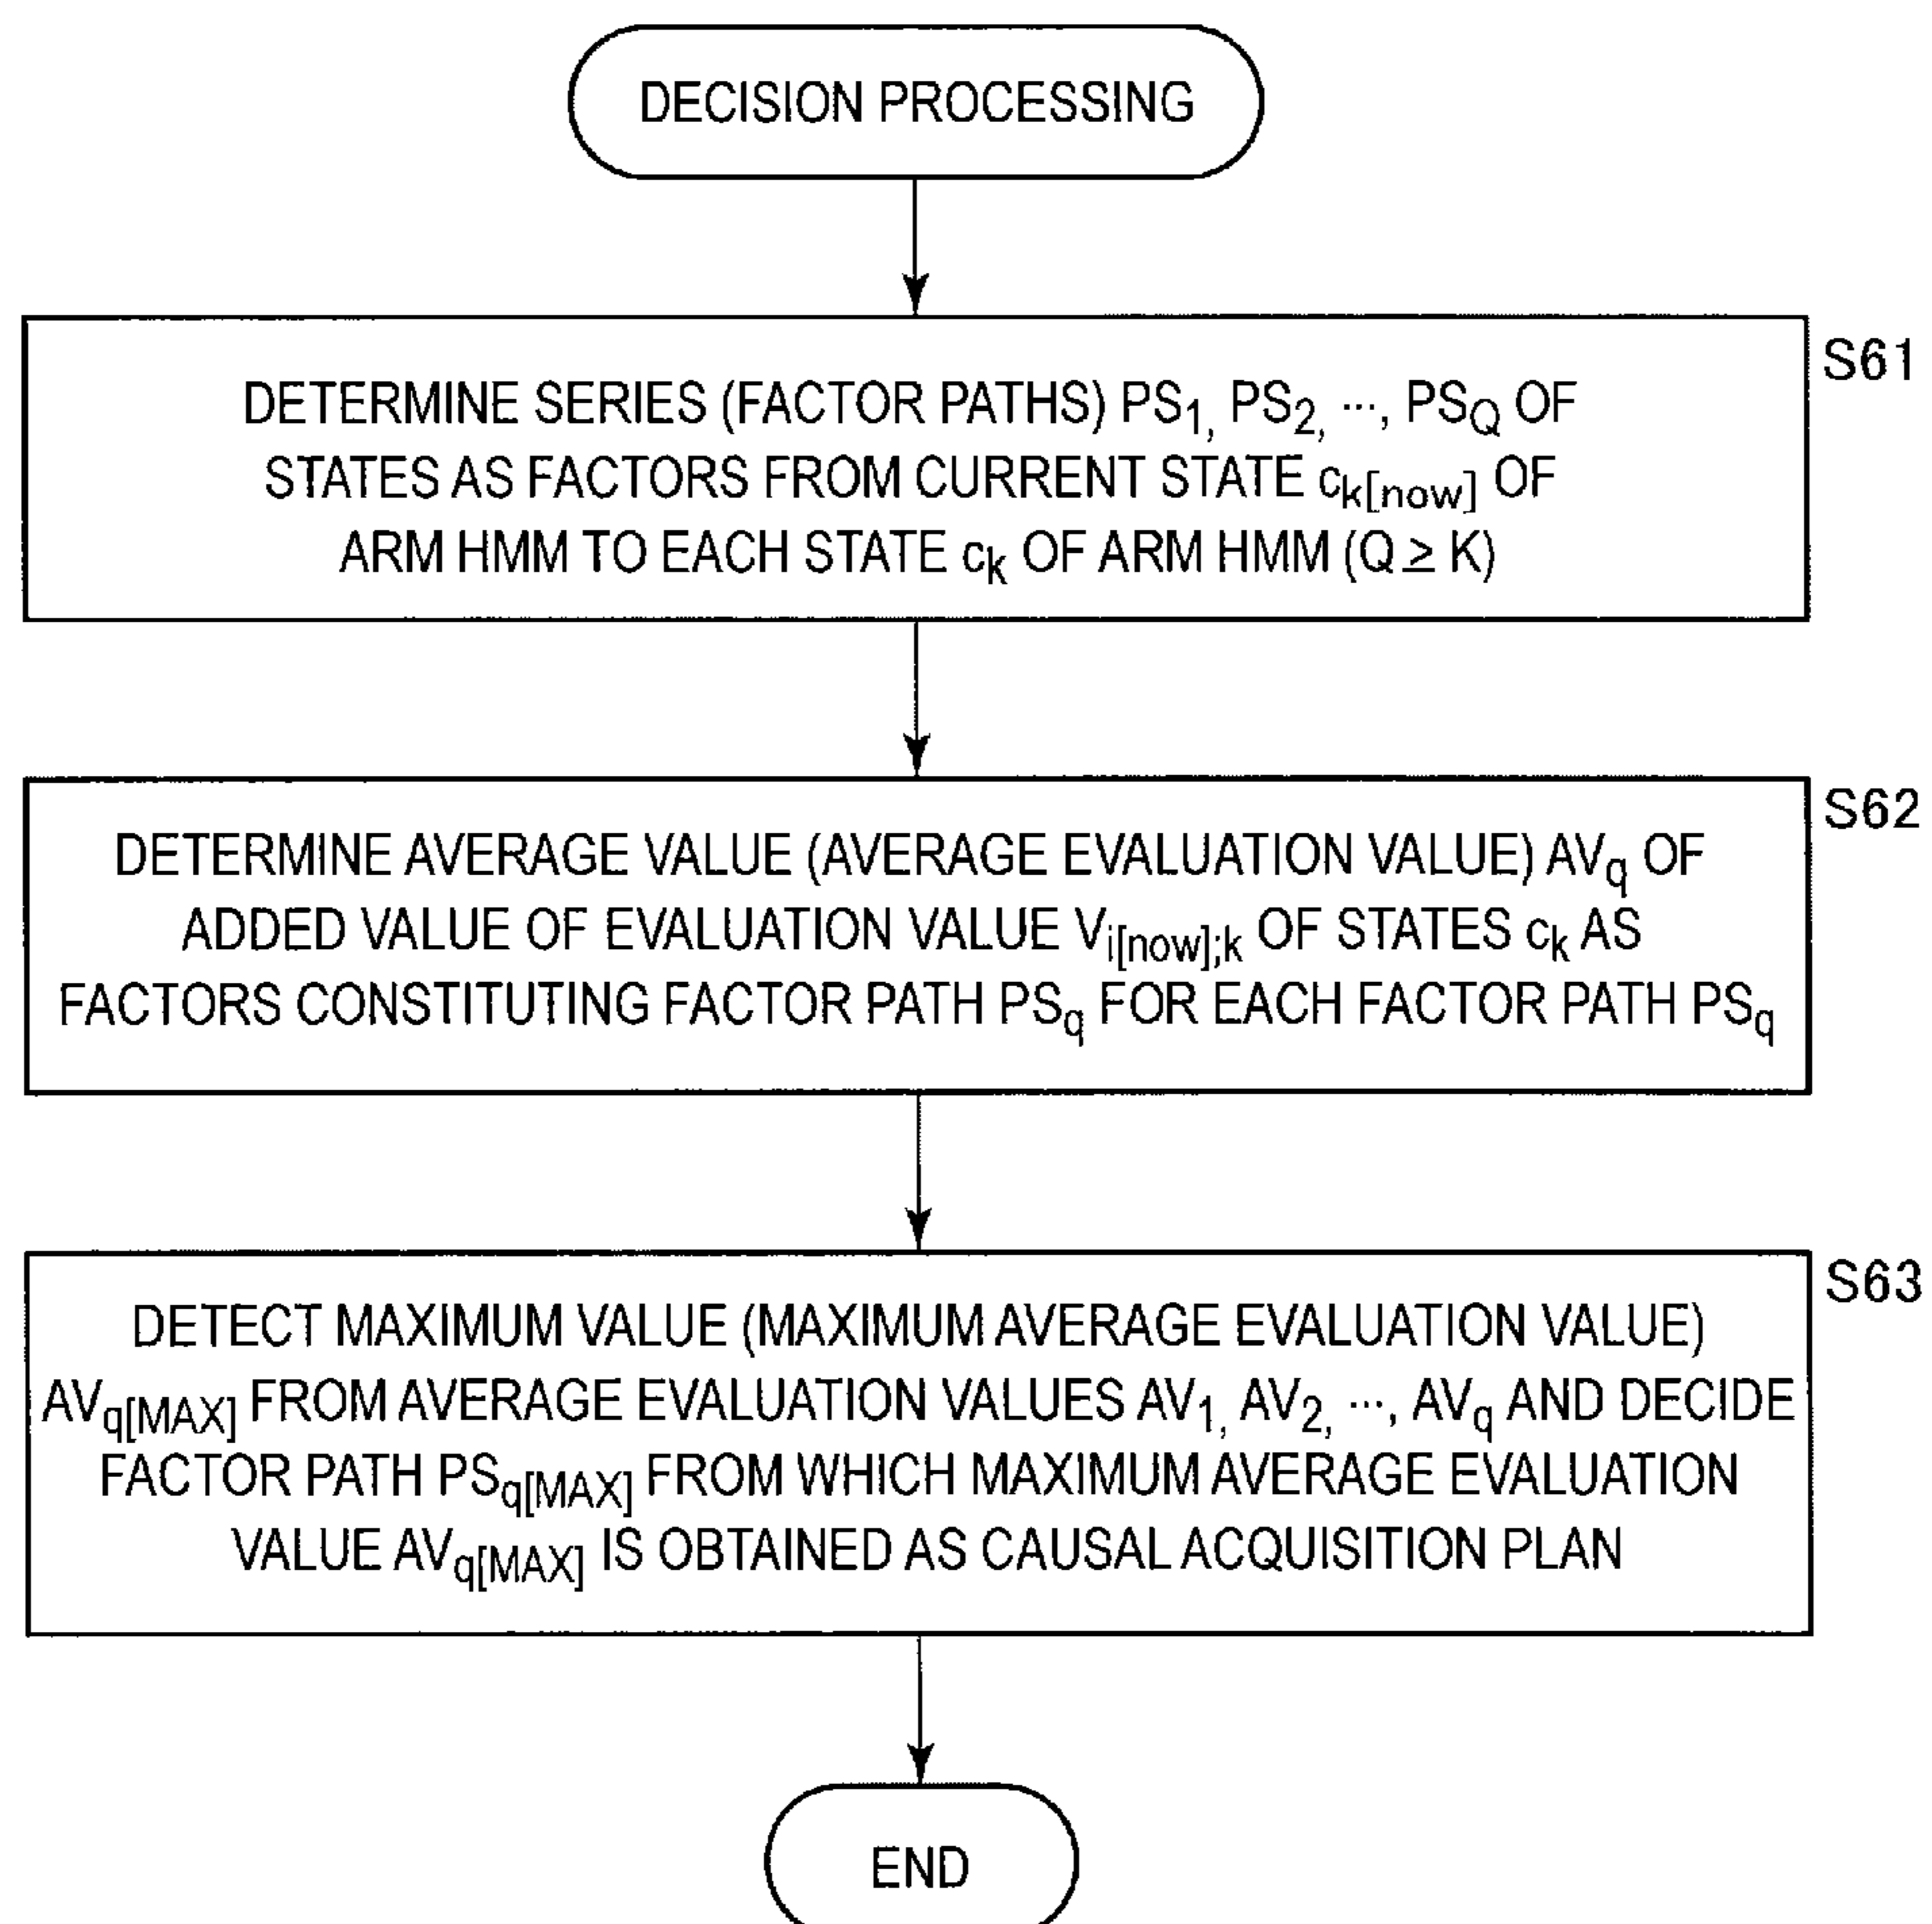 DECISION PROCESSING
S61
DETERMINE SERIES (FACTOR PATHS) PS1, PS2, ···, PSQ OF
STATES AS FACTORS FROM CURRENT STATE ck[now] OF
ARM HMM TO EACH STATE ck OF ARM HMM (Q ≥ K)
S62
DETERMINE AVERAGE VALUE (AVERAGE EVALUATION VALUE) AVq OF
ADDED VALUE OF EVALUATION VALUE Vi[now];k OF STATES ck AS
FACTORS CONSTITUTING FACTOR PATH PSq FOR EACH FACTOR PATH PSq
S63
DETECT MAXIMUM VALUE (MAXIMUM AVERAGE EVALUATION VALUE)
AVq[MAX] FROM AVERAGE EVALUATION VALUES AV1, AV2, ···, AVq AND DECIDE
FACTOR PATH PSq[MAX] FROM WHICH MAXIMUM AVERAGE EVALUATION
VALUE AVq[MAX] IS OBTAINED AS CAUSAL ACQUISITION PLAN
END